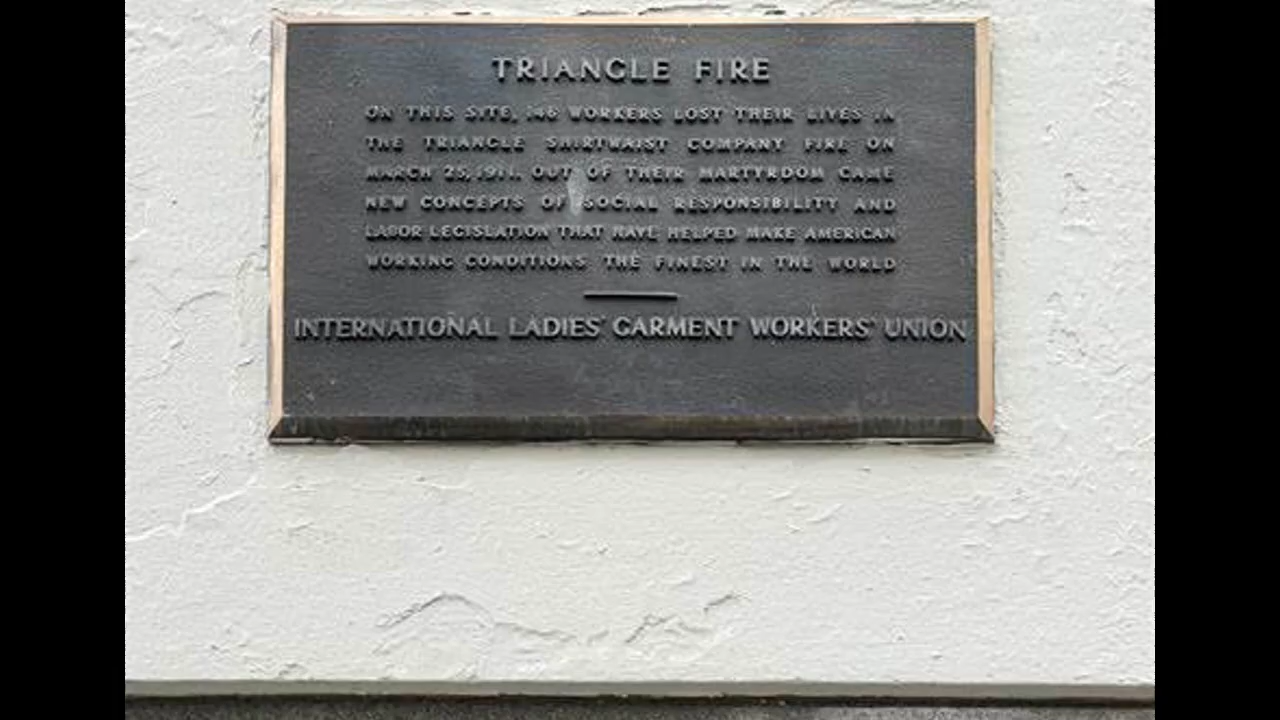 TRIANGLE FIRE
ON THIS SITE, 146 WORKERS LOST THEIR LIVES IN
THE TRIANGLE SHIRTWAIST COMPANY FIRE ON
MARCH 25, 1911. OUT OF THEIR MARTYRDOM CAME
NEW CONCEPTS OF SOCIAL RESPONSIBILITY AND
LABOR LEGISLATION THAT HAVE HELPED MAKE AMERICAN
WORKING CONDITIONS THE FINEST IN THE WORLD
INTERNATIONAL LADIES' GARMENT WORKERS' UNION